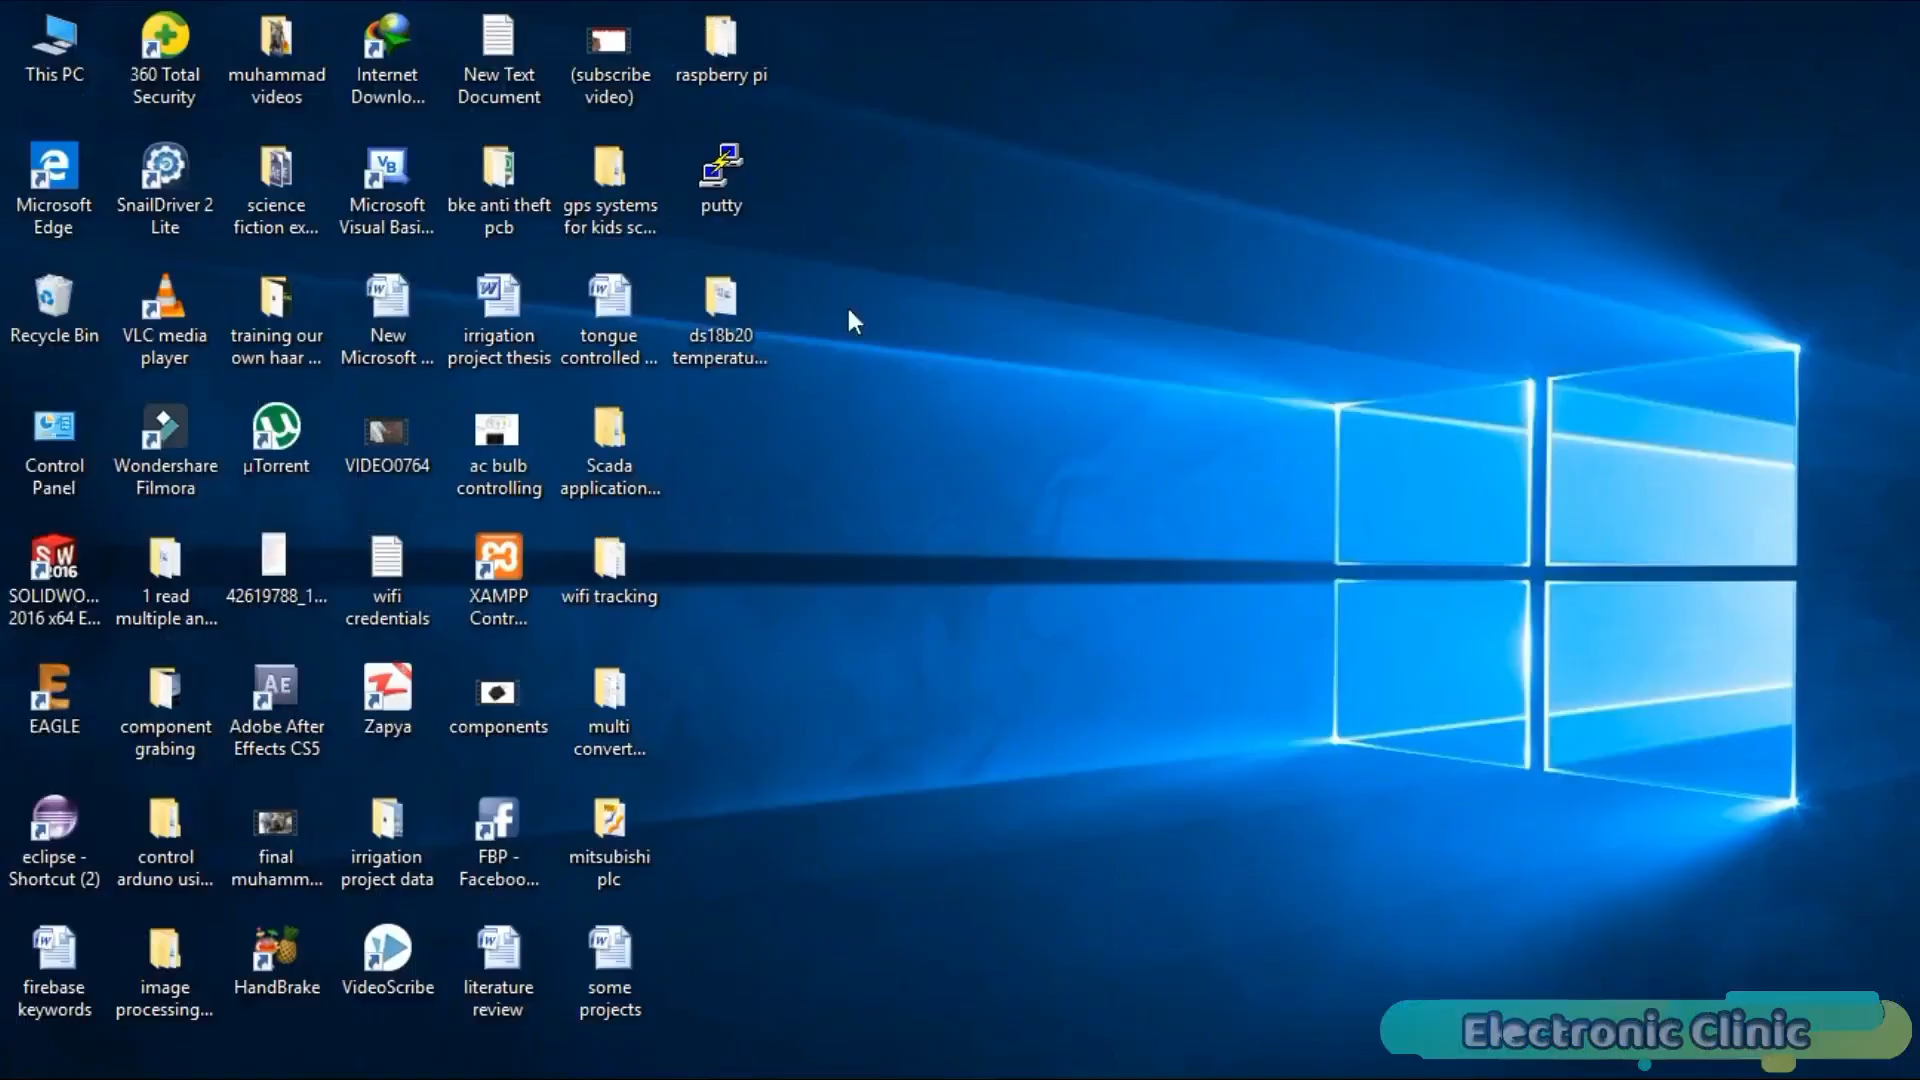 This PC
360 Total
Security
muhammad
videos
Internet
Downlo...
New Text
Document
(subscribe
video)
raspberry pi
Microsoft
Edge
SnailDriver 2
Lite
science
fiction ex...
VB
Microsoft
Visual Basi...
bke anti theft
pcb
gps systems
for kids sc...
putty
Recycle Bin
VLC media
player
training our
own haar ...
New
Microsoft ...
irrigation
project thesis
tongue
controlled ...
ds18b20
temperatu...
Control
Panel
Wondershare
Filmora
µTorrent
VIDEO0764
ac bulb
controlling
Scada
application...
SW
2016
SOLIDWO...
2016 x64 E...
1 read
multiple an...
42619788_1...
wifi
credentials
XAMPP
Contr...
wifi tracking
EAGLE
component
grabing
AE
Adobe After
Effects CS5
Zapya
components
multi
convert...
eclipse -
Shortcut (2)
control
arduno usi...
final
muhamm...
irrigation
project data
FBP -
Faceboo...
mitsubishi
plc
firebase
keywords
image
processing...
HandBrake
VideoScribe
literature
review
some
projects
Electronic Clinic